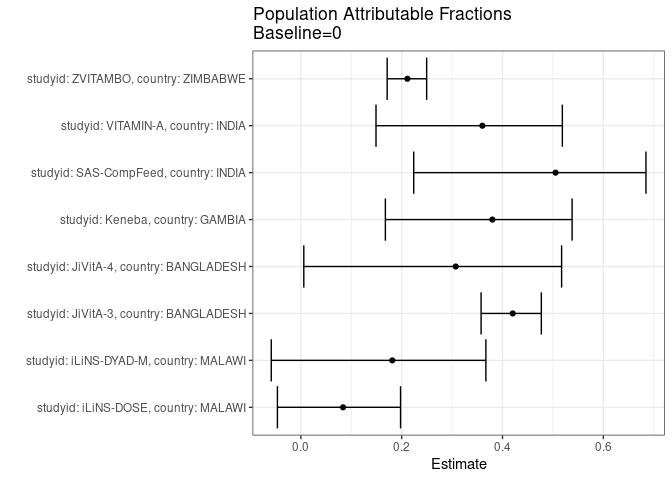 Population Attributable Fractions
Baseline=0
studyid: ZVITAMBO, country: ZIMBABWE
studyid: VITAMIN-A, country: INDIA
studyid: SAS-CompFeed, country: INDIA
studyid: Keneba, country: GAMBIA
studyid: JiVitA-4, country: BANGLADESH
studyid: JiVitA-3, country: BANGLADESH
studyid: iLiNS-DYAD-M, country: MALAWI
studyid: iLiNS-DOSE, country: MALAWI
0.0 0.2 0.4 0.6
Estimate